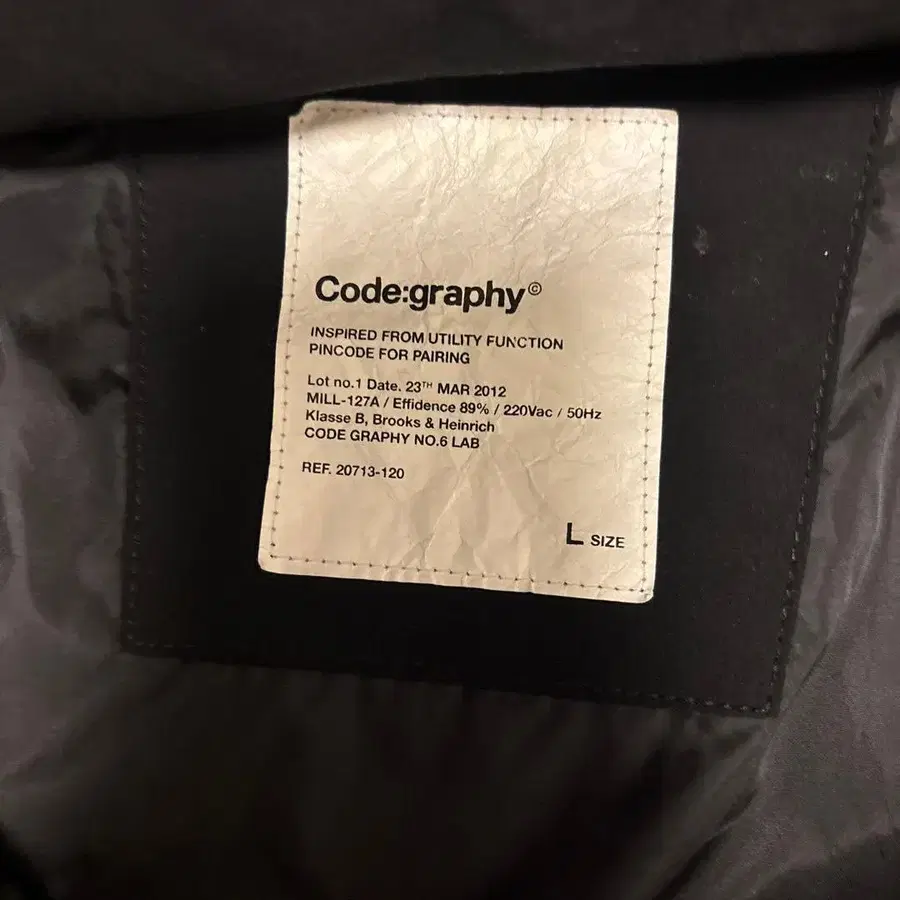 Code:graphy©
INSPIRED FROM UTILITY FUNCTION
PINCODE FOR PAIRING
Lot no.1 Date. 23TH MAR 2012
MILL-127A / Effidence 89% / 220Vac / 50Hz
Klasse B, Brooks & Heinrich
CODE GRAPHY NO.6 LAB
REF. 20713-120
L SIZE